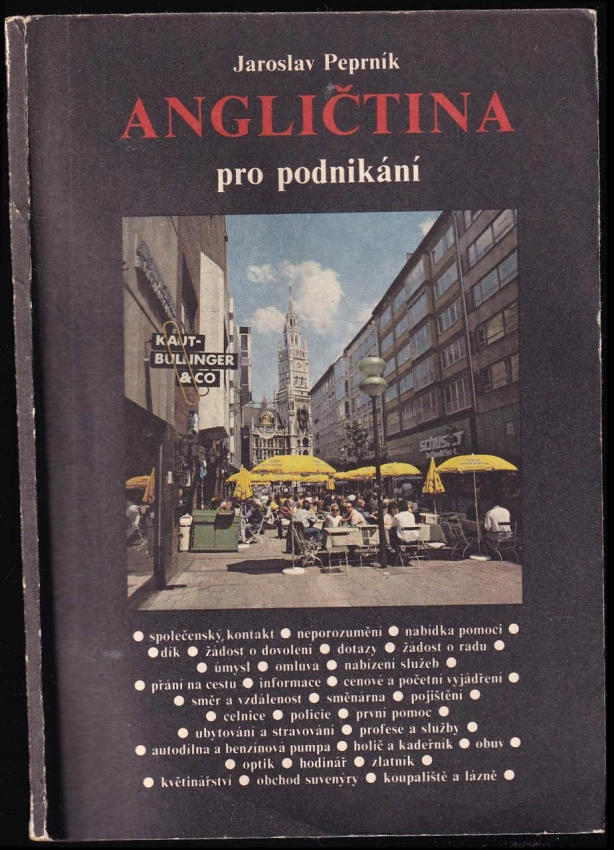 Jaroslav Peprník
ANGLIČTINA
pro podnikání
KAUT-
BULLINGER
& CO
● společenský kontakt ● neporozumění ● nabídka pomoci ●
● dík ● žádost o dovolení ● dotazy ● žádost o radu ●
● úmysl ● omluva ● nabízení služeb ●
● přání na cestu ● informace ● cenové a početní vyjádření ●
● směr a vzdálenost ● směnárna ● pojištění ●
● celnice ● policie ● první pomoc ●
● ubytování a stravování ● profese a služby ●
● autodílna a benzínová pumpa ● holič a kadeřník ● obuv ●
● optik ● hodinář ● zlatník ●
● květinářství ● obchod suvenýry ● koupaliště a lázně ●